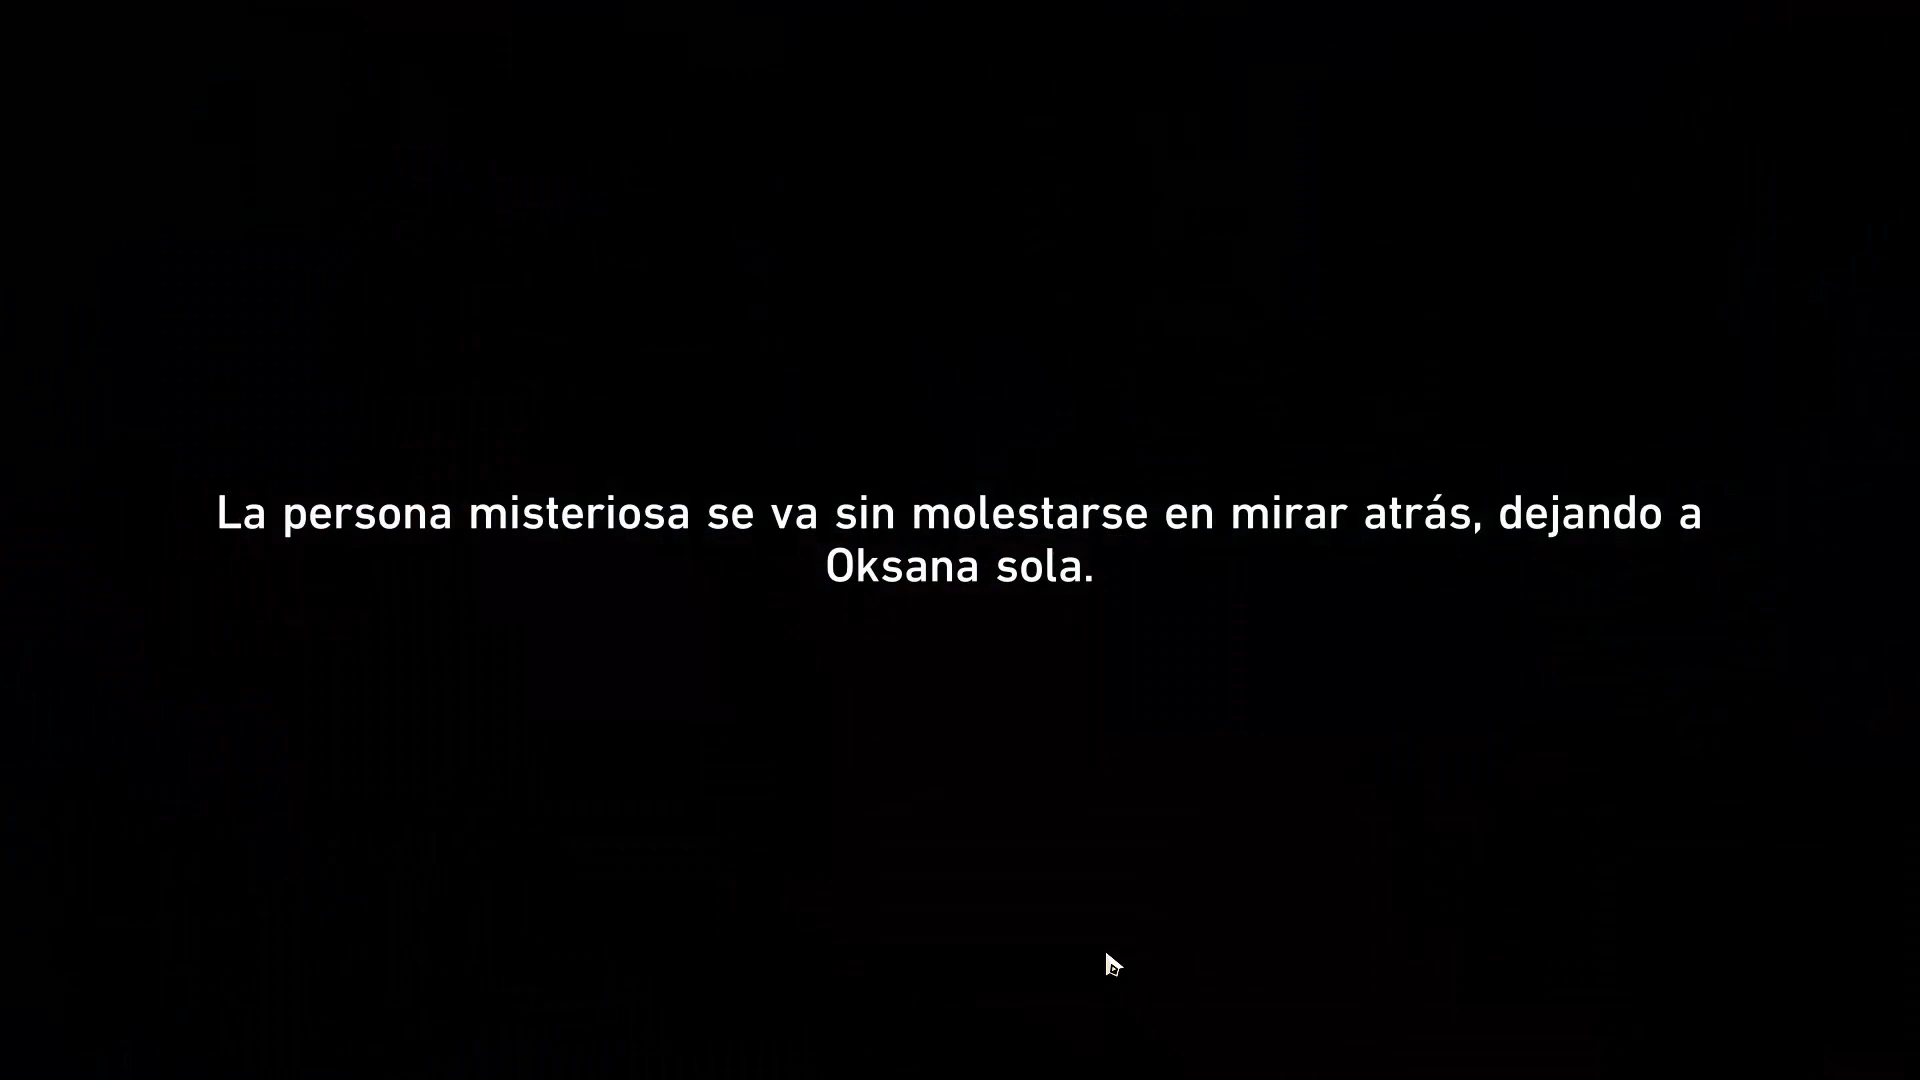 La persona misteriosa se va sin molestarse en mirar atrás, dejando a
Oksana sola.